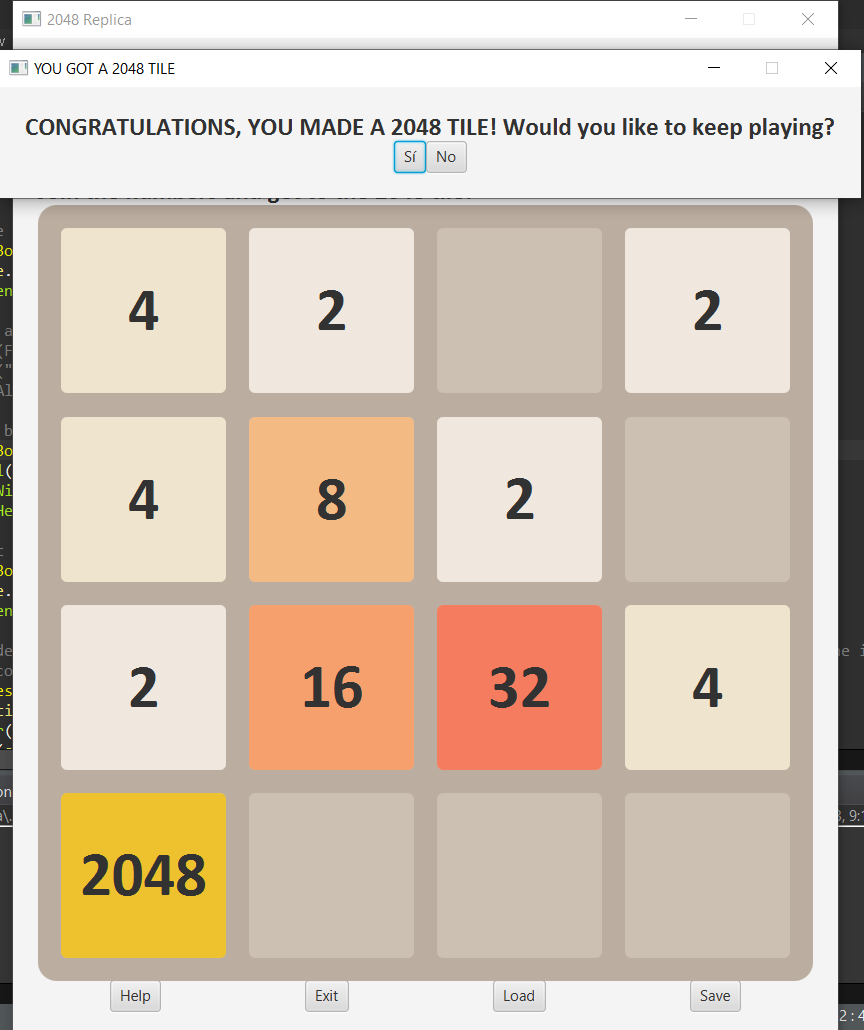 2048 Replica
YOU GOT A 2048 TILE
CONGRATULATIONS, YOU MADE A 2048 TILE! Would you like to keep playing?
Sí No
4 2 2
4 8 2
2 16 32 4
2048
Help Exit Load Save